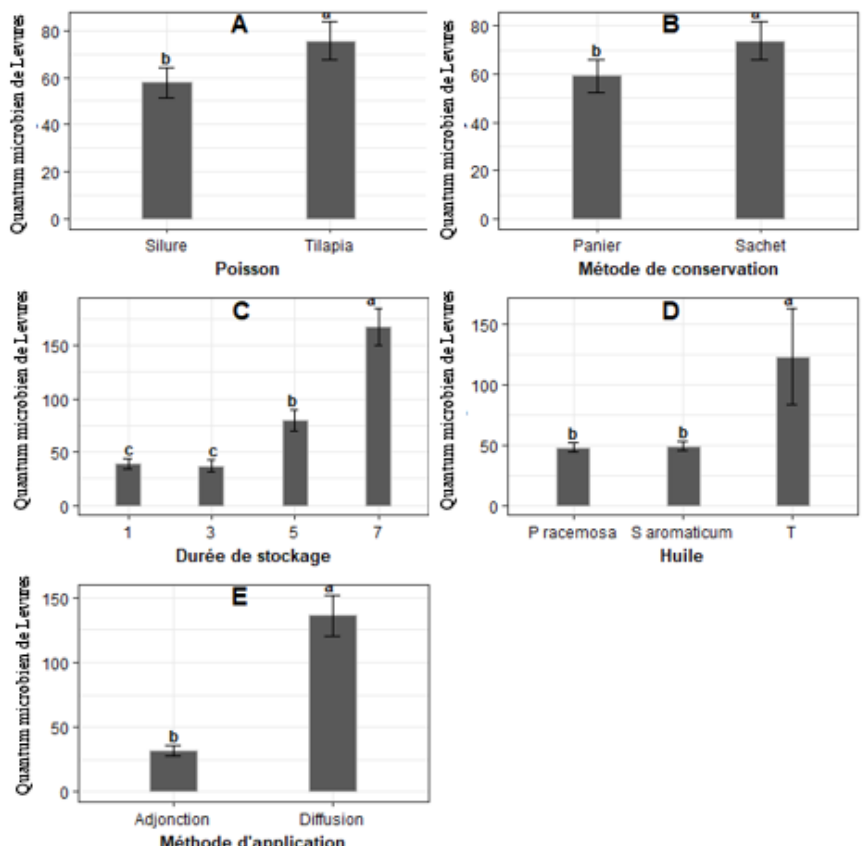 A
Quantum microbien de Levures
80
60
40
20
0
b
a
Silure
Tilapia
Poisson
B
Quantum microbien de Levures
80
60
40
20
0
b
a
Panier
Sachet
Métode de conservation
C
Quantum microbien de Levures
150
100
50
0
c
c
b
a
1
3
5
7
Durée de stockage
D
Quantum microbien de Levures
150
100
50
0
b
b
a
P racemosa
S aromaticum
T
Huile
E
Quantum microbien de Levures
150
100
50
0
b
a
Adjonction
Diffusion
Méthode d'application